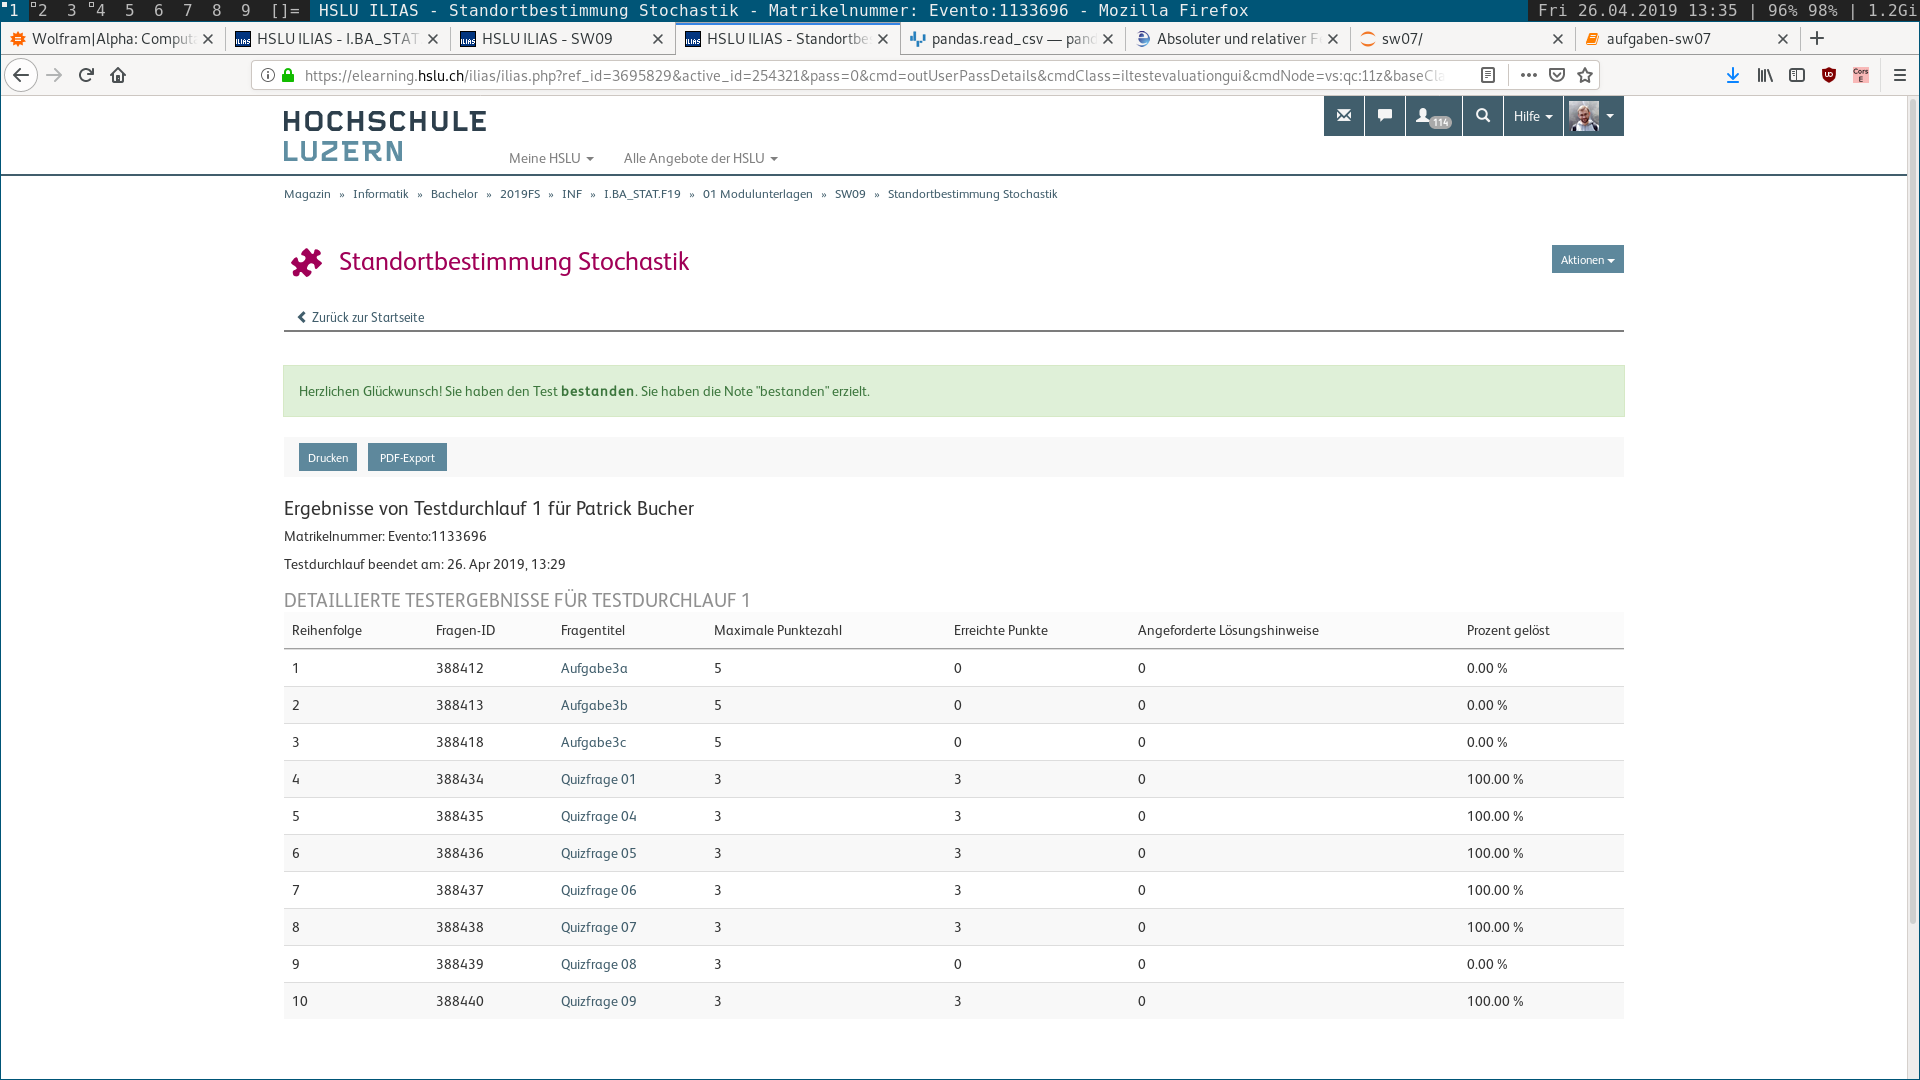 1 2 3 4 5 6 7 8 9 []= HSLU ILIAS - Standortbestimmung Stochastik - Matrikelnummer: Evento:1133696 - Mozilla Firefox Fri 26.04.2019 13:35 | 96% 98% | 1.2Gi
Wolfram|Alpha: Comput HSLU ILIAS - I.BA_STAT HSLU ILIAS - SW09 HSLU ILIAS - Standortbe pandas.read_csv — pan Absoluter und relativer F sw07/ aufgaben-sw07
https://elearning.hslu.ch/ilias/ilias.php?ref_id=3695829&active_id=254321&pass=0&cmd=outUserPassDetails&cmdClass=iltestevaluationgui&cmdNode=vs:qc:11z&baseCla
HOCHSCHULE
LUZERN
114
Hilfe
Meine HSLU Alle Angebote der HSLU
Magazin » Informatik » Bachelor » 2019FS » INF » I.BA_STAT.F19 » 01 Modulunterlagen » SW09 » Standortbestimmung Stochastik
Standortbestimmung Stochastik
Aktionen
Zurück zur Startseite
Herzlichen Glückwunsch! Sie haben den Test bestanden. Sie haben die Note "bestanden" erzielt.
Drucken PDF-Export
Ergebnisse von Testdurchlauf 1 für Patrick Bucher
Matrikelnummer: Evento:1133696
Testdurchlauf beendet am: 26. Apr 2019, 13:29
DETAILLIERTE TESTERGEBNISSE FÜR TESTDURCHLAUF 1
Reihenfolge Fragen-ID Fragentitel Maximale Punktezahl Erreichte Punkte Angeforderte Lösungshinweise Prozent gelöst
1 388412 Aufgabe3a 5 0 0 0.00 %
2 388413 Aufgabe3b 5 0 0 0.00 %
3 388418 Aufgabe3c 5 0 0 0.00 %
4 388434 Quizfrage 01 3 3 0 100.00 %
5 388435 Quizfrage 04 3 3 0 100.00 %
6 388436 Quizfrage 05 3 3 0 100.00 %
7 388437 Quizfrage 06 3 3 0 100.00 %
8 388438 Quizfrage 07 3 3 0 100.00 %
9 388439 Quizfrage 08 3 0 0 0.00 %
10 388440 Quizfrage 09 3 3 0 100.00 %